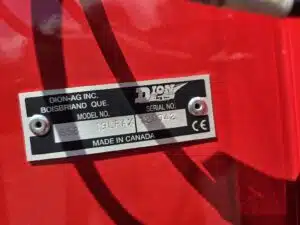 DION-AG INC.
BOISBRIAND QUE.
DION
MODEL NO.
SERIAL NO.
CE
MADE IN CANADA